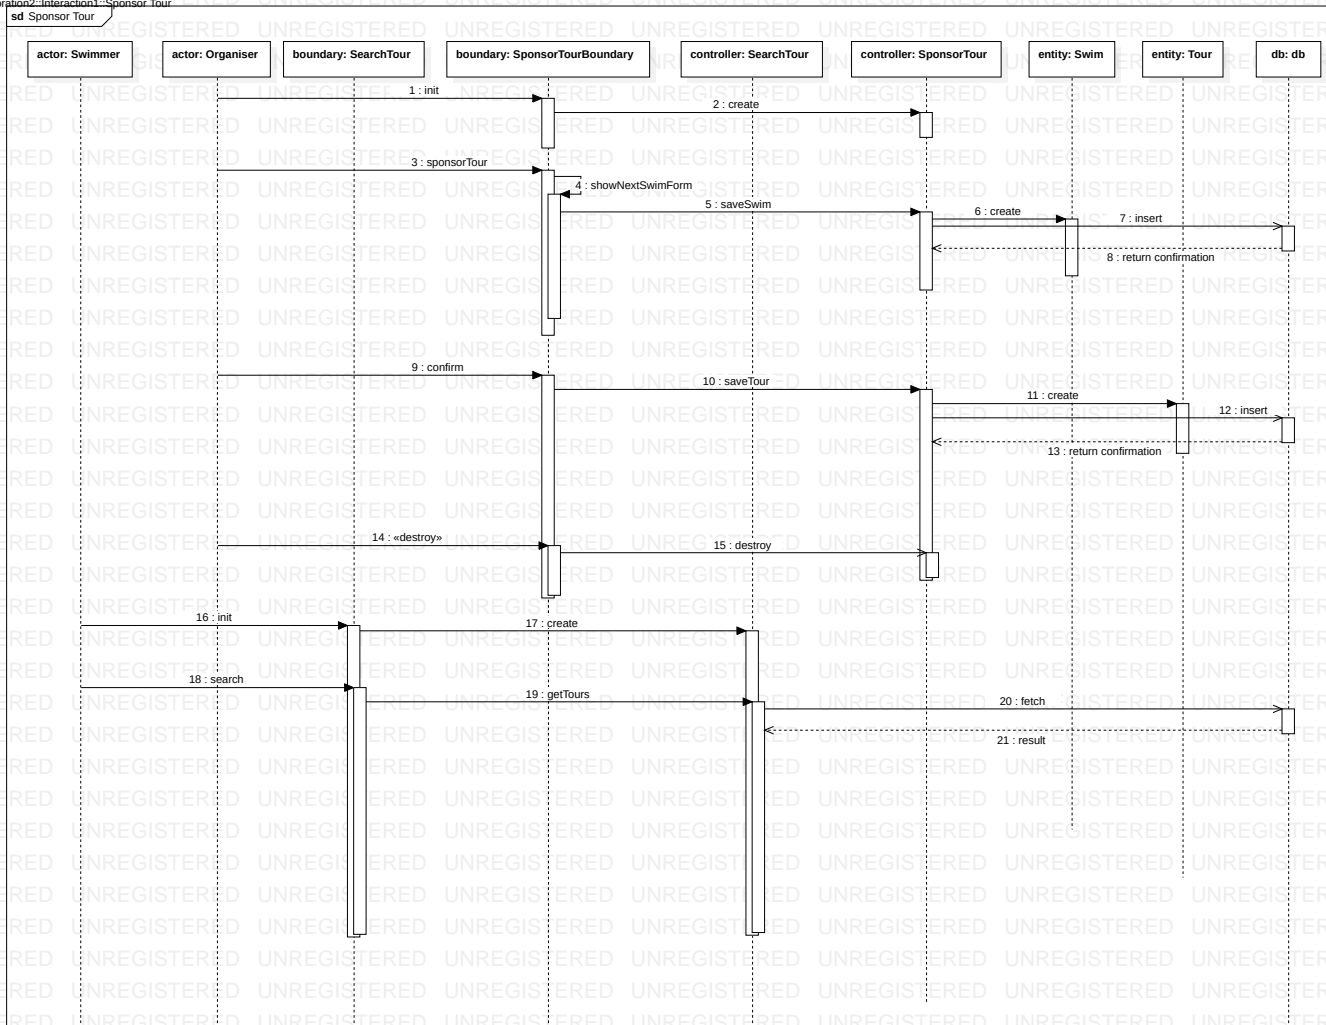 ration2::Interaction1::Sponsor Tour
sd Sponsor Tour
actor: Swimmer
actor: Organiser
boundary: SearchTour
boundary: SponsorTourBoundary
controller: SearchTour
controller: SponsorTour
entity: Swim
entity: Tour
db: db
1 : init
2 : create
3 : sponsorTour
4 : showNextSwimForm
5 : saveSwim
6 : create
7 : insert
8 : return confirmation
9 : confirm
10 : saveTour
11 : create
12 : insert
13 : return confirmation
14 : «destroy»
15 : destroy
16 : init
17 : create
18 : search
19 : getTours
20 : fetch
21 : result
UNREGISTERED